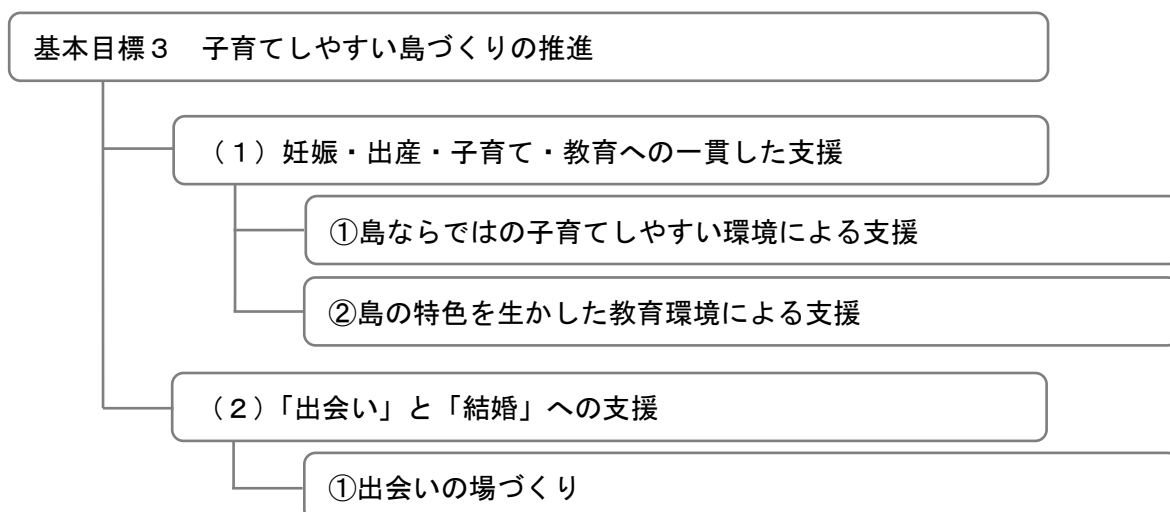 基本目標３　子育てしやすい島づくりの推進
（１）妊娠・出産・子育て・教育への一貫した支援
①島ならではの子育てしやすい環境による支援
②島の特色を生かした教育環境による支援
（２）「出会い」と「結婚」への支援
①出会いの場づくり